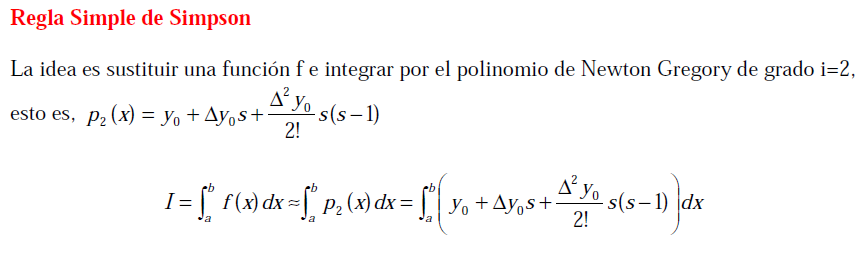 Regla Simple de Simpson
La idea es sustituir una función f e integrar por el polinomio de Newton Gregory de grado i=2,
esto es, p₂(x) = y₀ + Δy₀s + (Δ²y₀/2!) s(s−1)
I = ∫ₐᵇ f(x) dx ≈ ∫ₐᵇ p₂(x) dx = ∫ₐᵇ (y₀ + Δy₀s + (Δ²y₀/2!) s(s−1)) dx